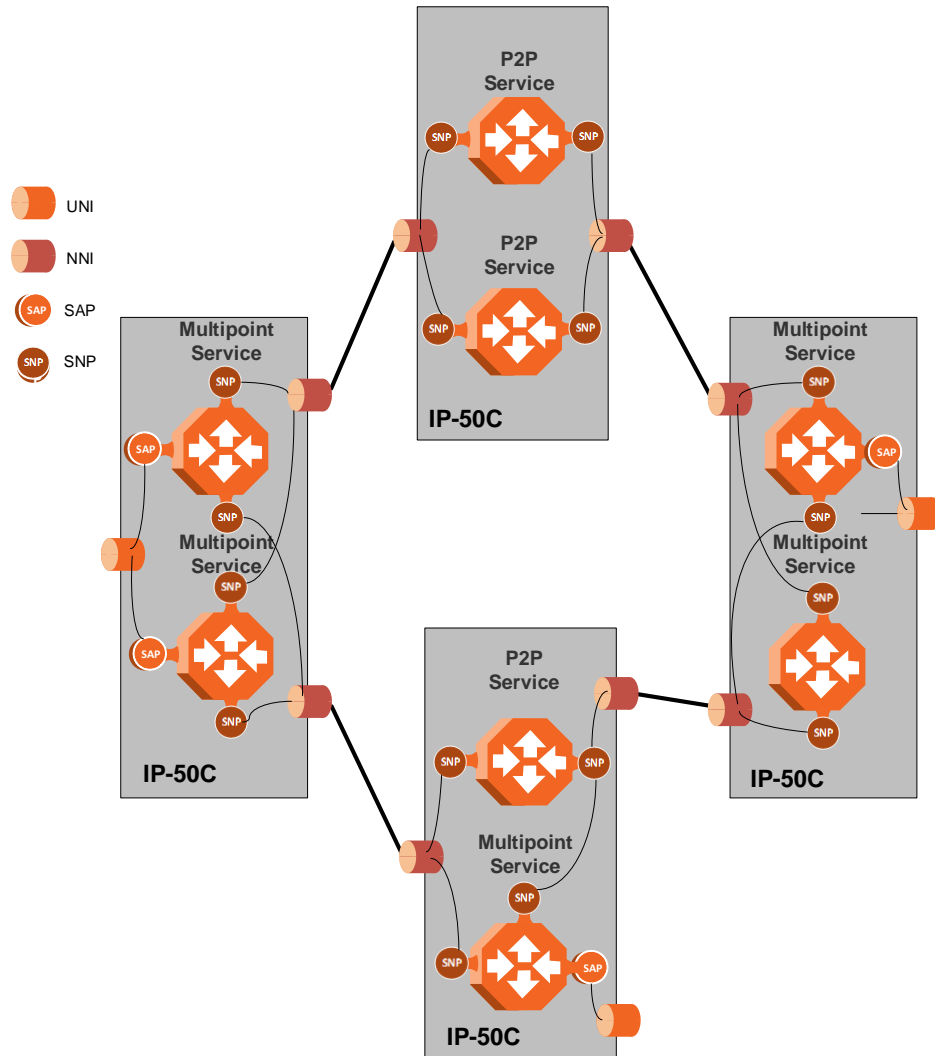 P2P
Service
SNP
SNP
P2P
Service
SNP
SNP
IP-50C
UNI
NNI
SAP
SAP
SNP
SNP
Multipoint
Service
SNP
SAP
SNP
Multipoint
Service
SNP
SAP
SNP
IP-50C
Multipoint
Service
SNP
SAP
SNP
Multipoint
Service
SNP
SNP
IP-50C
P2P
Service
SNP
SNP
Multipoint
Service
SNP
SNP
SAP
IP-50C